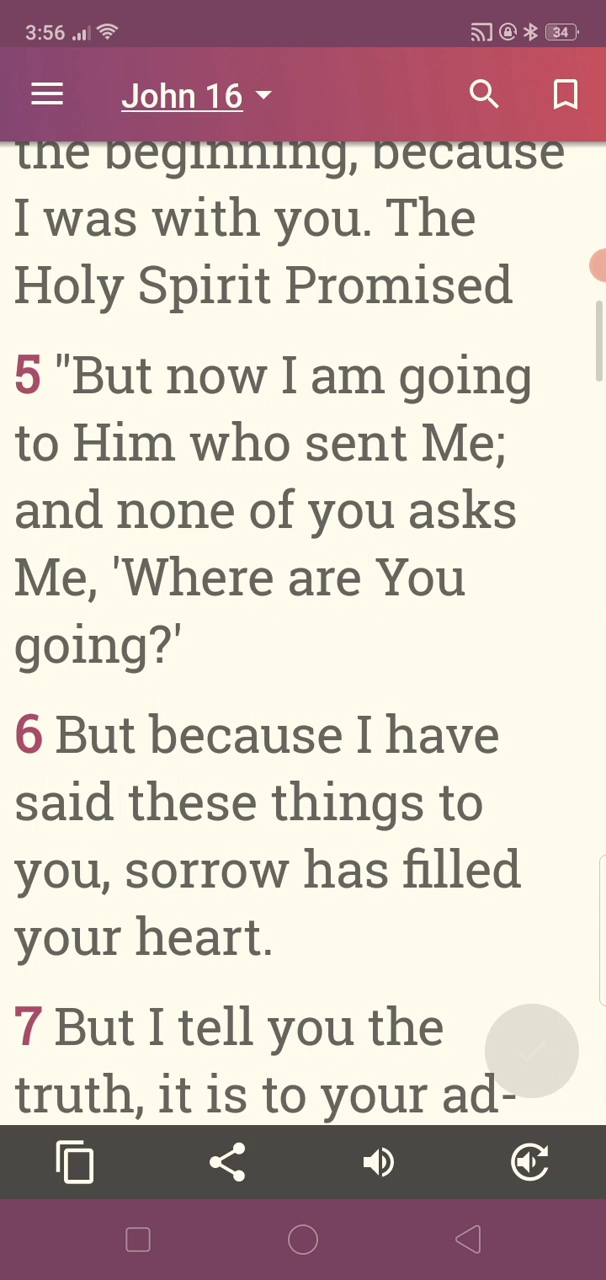 3:56
34
John 16
the beginning, because
I was with you. The
Holy Spirit Promised
5 "But now I am going
to Him who sent Me;
and none of you asks
Me, 'Where are You
going?'
6 But because I have
said these things to
you, sorrow has filled
your heart.
7 But I tell you the
truth, it is to your ad-